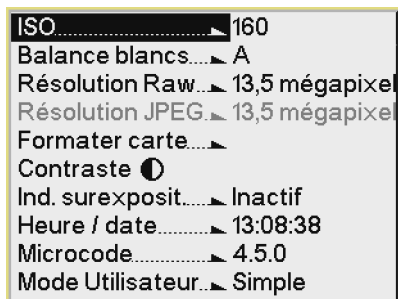 ISO 160
Balance blancs A
Résolution Raw 13,5 mégapixel
Résolution JPEG 13,5 mégapixel
Formater carte
Contraste
Ind. surexposit. Inactif
Heure / date 13:08:38
Microcode 4.5.0
Mode Utilisateur Simple